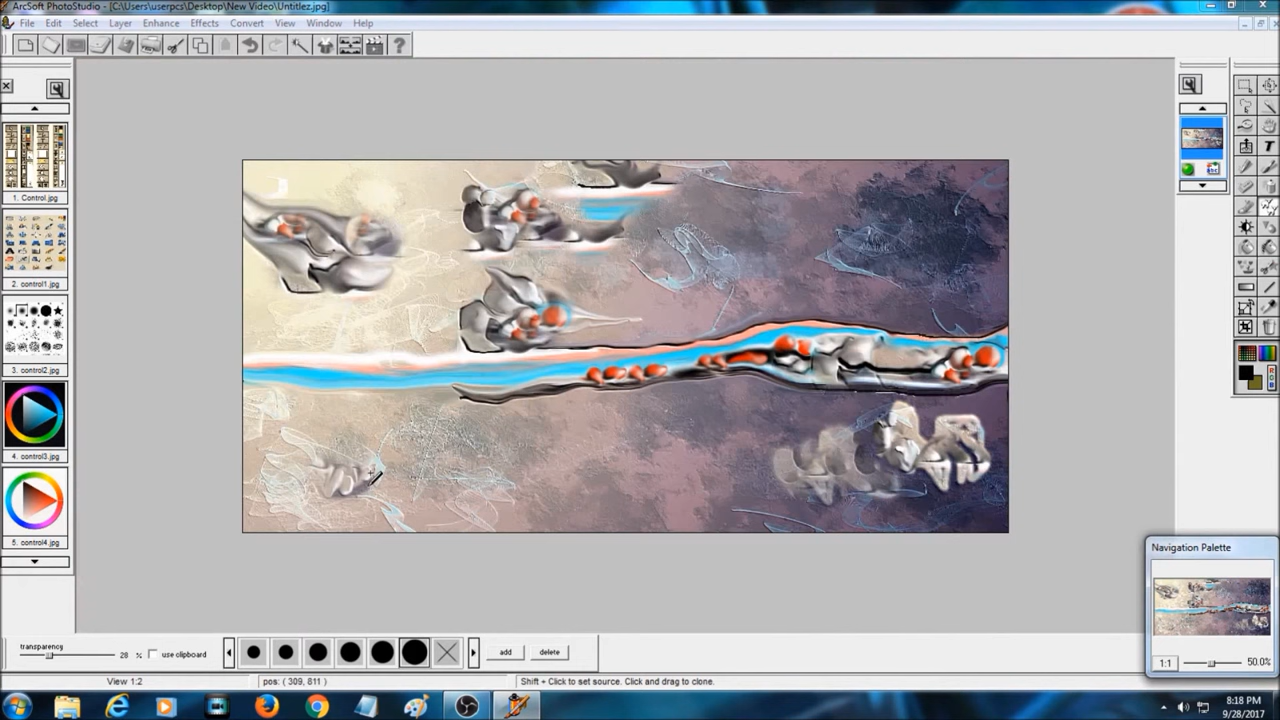 ArcSoft PhotoStudio - [C:\Users\userpcs\Desktop\New Video\Untitlez.jpg]
File Edit Select Layer Enhance Effects Convert View Window Help
1. Control.jpg
2. control1.jpg
3. control2.jpg
4. control3.jpg
5. control4.jpg
abc
T
R
G
B
Navigation Palette
1:1
50.0%
transparency
28 % use clipboard
add delete
View 1:2 pos: ( 309, 811 ) Shift + Click to set source. Click and drag to clone.
8:18 PM
9/28/2017